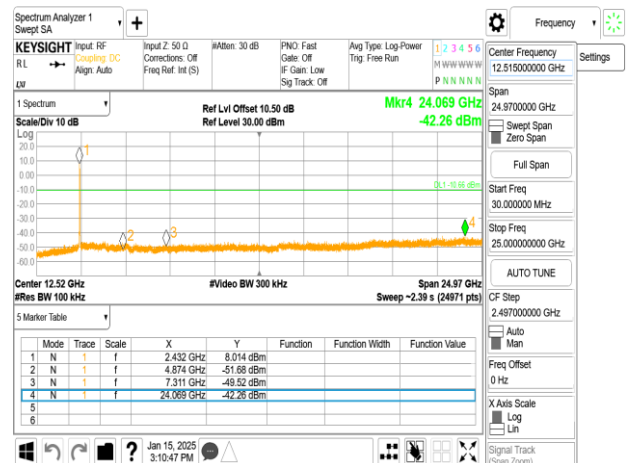 Spectrum Analyzer 1
Swept SA
Frequency
KEYSIGHT
RL
LXI
Input: RF
Coupling: DC
Align: Auto
Input Z: 50 Ω
Corrections: Off
Freq Ref: Int (S)
#Atten: 30 dB
PNO: Fast
Gate: Off
IF Gain: Low
Sig Track: Off
Avg Type: Log-Power
Trig: Free Run
1 2 3 4 5 6
M W W W W W
P N N N N N
Center Frequency
12.515000000 GHz
Settings
Span
24.9700000 GHz
Swept Span
Zero Span
Full Span
Start Freq
30.000000 MHz
Stop Freq
25.000000000 GHz
AUTO TUNE
CF Step
2.497000000 GHz
Auto
Man
Freq Offset
0 Hz
X Axis Scale
Log
Lin
Signal Track
(Span Zoom)
1 Spectrum
Scale/Div 10 dB
Ref Lvl Offset 10.50 dB
Ref Level 30.00 dBm
Mkr4 24.069 GHz
-42.26 dBm
Log
20.0
10.0
0.00
-10.0
-20.0
-30.0
-40.0
-50.0
-60.0
1
2
3
4
DL1 -10.66 dBm
Center 12.52 GHz
#Res BW 100 kHz
#Video BW 300 kHz
Span 24.97 GHz
Sweep ~2.39 s (24971 pts)
5 Marker Table
Mode Trace Scale X Y Function Function Width Function Value
1 N 1 f 2.432 GHz 8.014 dBm
2 N 1 f 4.874 GHz -51.68 dBm
3 N 1 f 7.311 GHz -49.52 dBm
4 N 1 f 24.069 GHz -42.26 dBm
5
6
?
Jan 15, 2025
3:10:47 PM